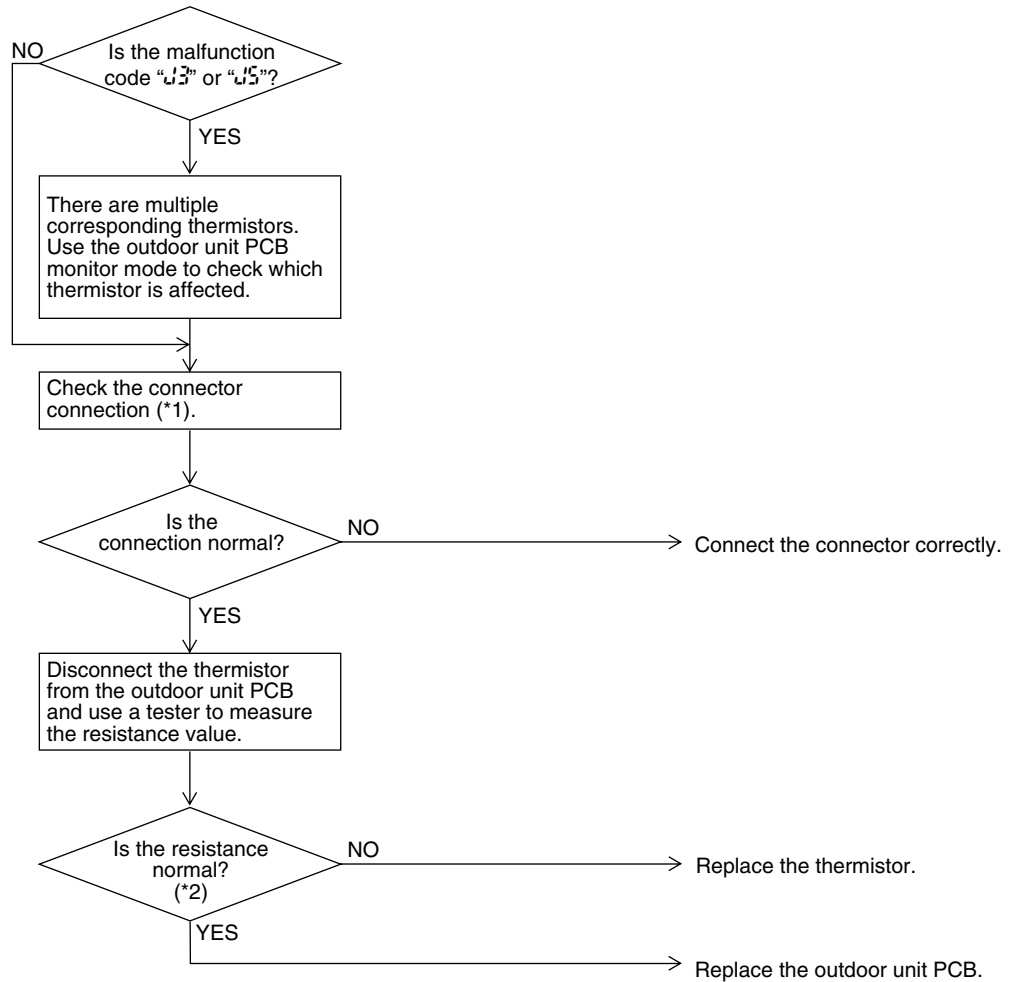 NO
Is the malfunction
code “J3” or “J5”?
YES
There are multiple
corresponding thermistors.
Use the outdoor unit PCB
monitor mode to check which
thermistor is affected.
Check the connector
connection (*1).
Is the
connection normal?
NO
Connect the connector correctly.
YES
Disconnect the thermistor
from the outdoor unit PCB
and use a tester to measure
the resistance value.
Is the resistance
normal?
(*2)
NO
Replace the thermistor.
YES
Replace the outdoor unit PCB.